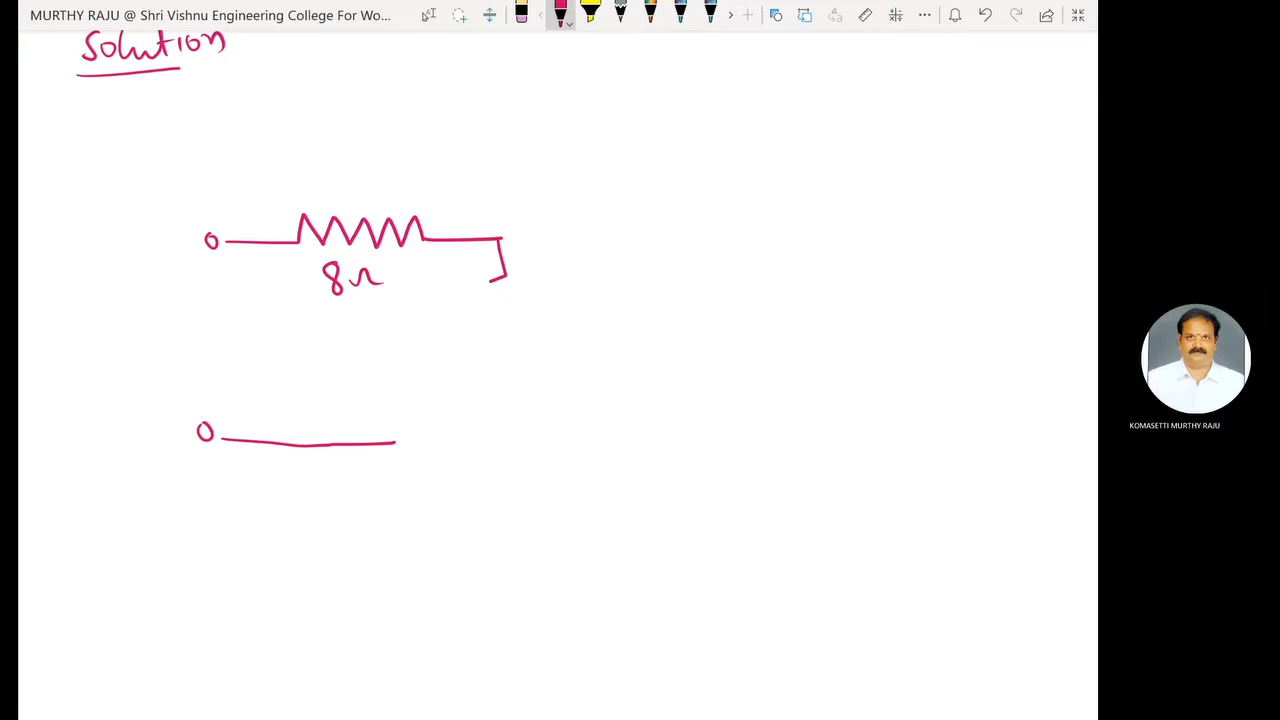 MURTHY RAJU @ Shri Vishnu Engineering College For Wo...
Solution
8Ω
KOMASETTI MURTHY RAJU